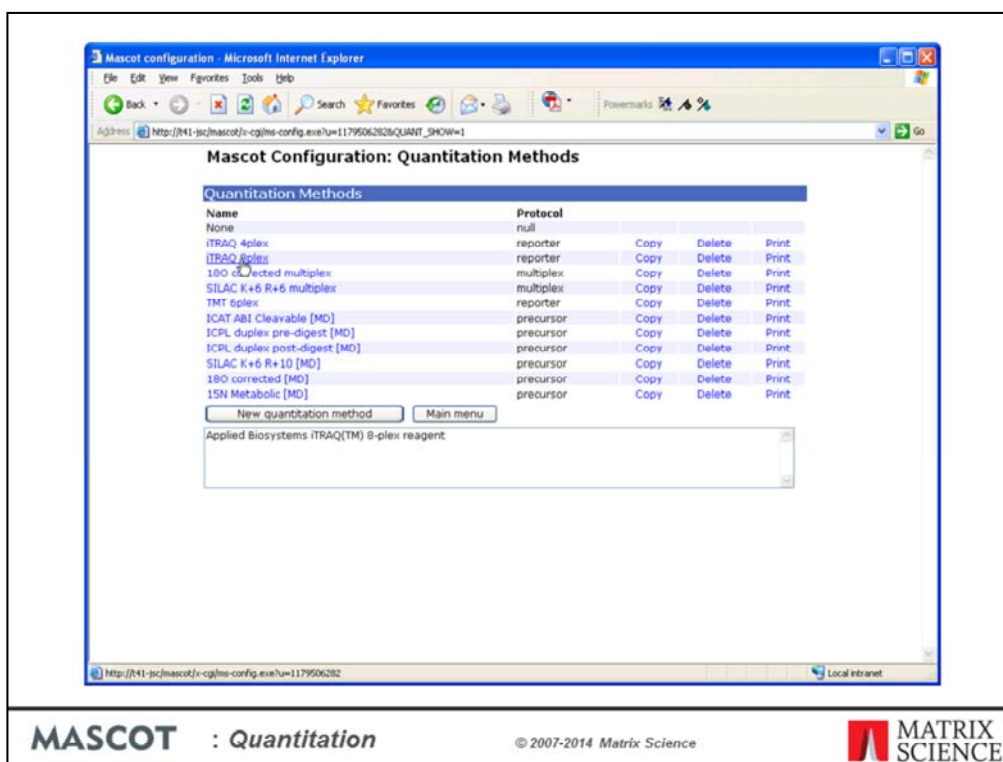 Mascot configuration - Microsoft Internet Explorer
File Edit View Favorites Tools Help
Back Search Favorites Powermarks
Address http://t41-jsc/mascot/x-cgi/ms-config.exe?u=1179506282&QUANT_SHOW=1 Go
Mascot Configuration: Quantitation Methods
Quantitation Methods
Name Protocol
None null
iTRAQ 4plex reporter Copy Delete Print
iTRAQ 8plex reporter Copy Delete Print
18O corrected multiplex multiplex Copy Delete Print
SILAC K+6 R+6 multiplex multiplex Copy Delete Print
TMT 6plex reporter Copy Delete Print
ICAT ABI Cleavable [MD] precursor Copy Delete Print
ICPL duplex pre-digest [MD] precursor Copy Delete Print
ICPL duplex post-digest [MD] precursor Copy Delete Print
SILAC K+6 R+10 [MD] precursor Copy Delete Print
18O corrected [MD] precursor Copy Delete Print
15N Metabolic [MD] precursor Copy Delete Print
New quantitation method Main menu
Applied Biosystems iTRAQ(TM) 8-plex reagent
http://t41-jsc/mascot/x-cgi/ms-config.exe?u=1179506282 Local intranet
MASCOT : Quantitation © 2007-2014 Matrix Science MATRIX
SCIENCE